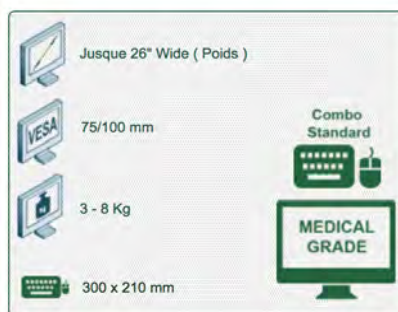 Jusque 26" Wide ( Poids )
VESA
75/100 mm
3 - 8 Kg
300 x 210 mm
Combo
Standard
MEDICAL
GRADE